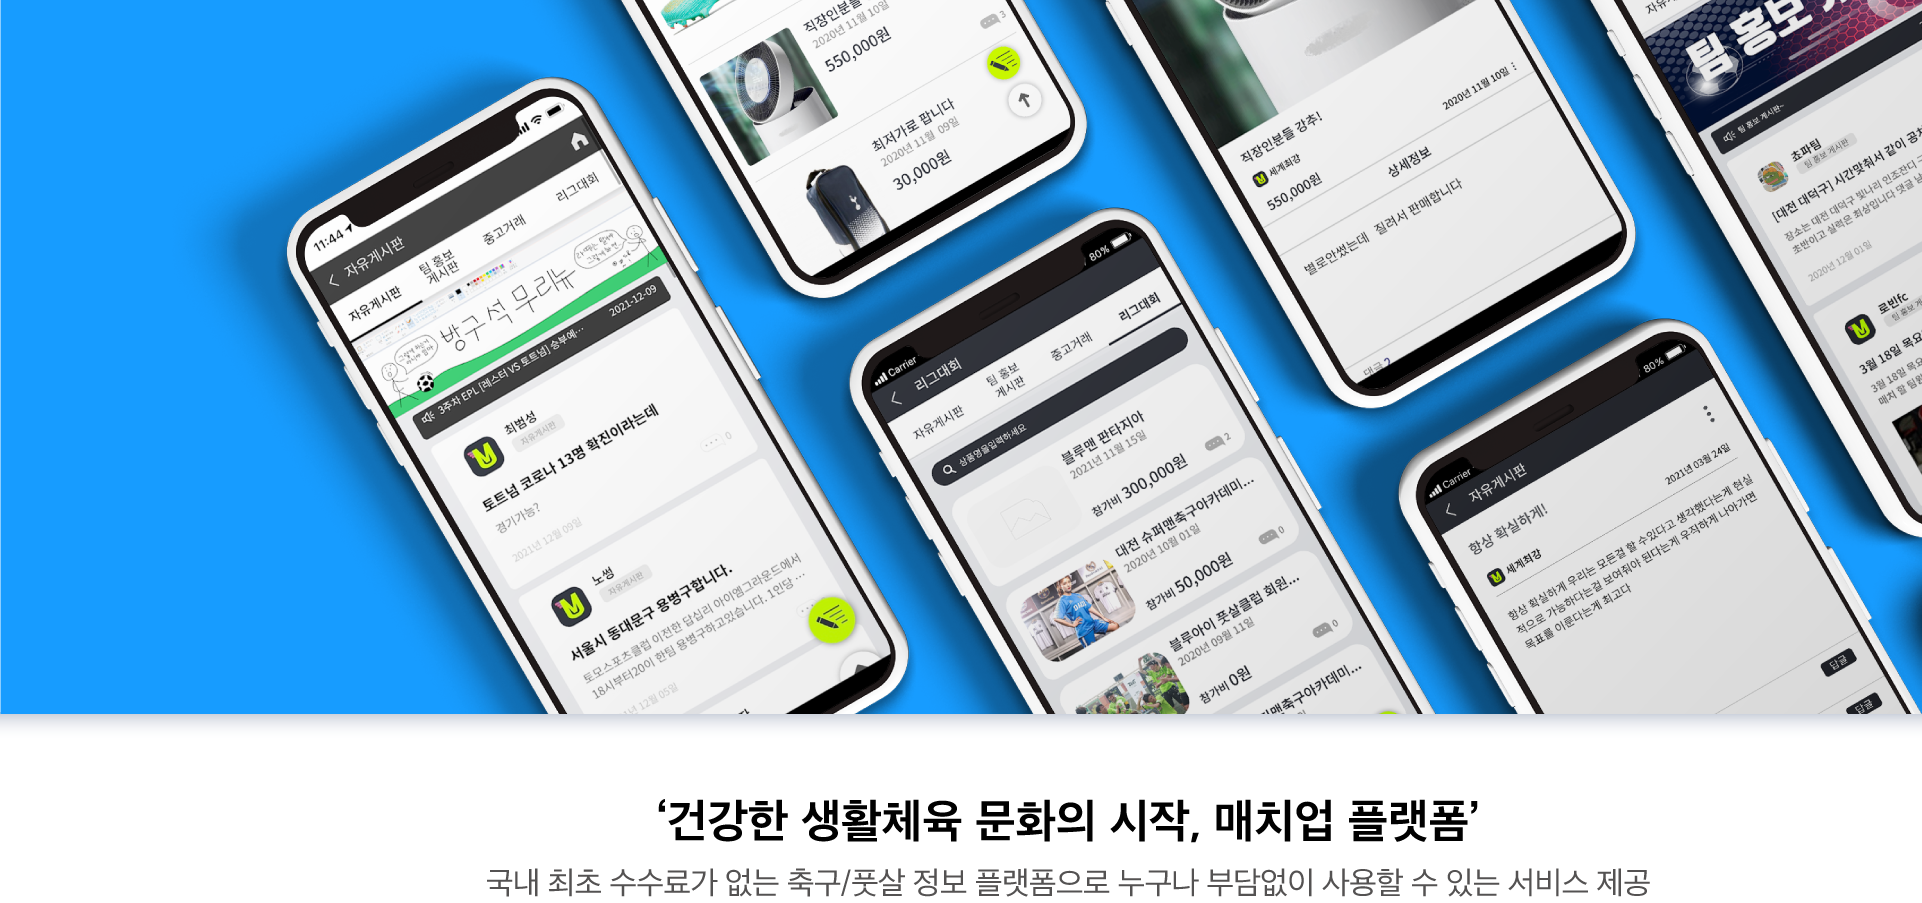 11:44
자유게시판
자유게시판
팀 홍보
게시판
중고거래
리그대회
방구석 무리뉴
3주차 EPL [레스터 VS 토트넘] 승부예…
2021-12-09
최범성
자유게시판
토트넘 코로나 13명 확진이라는데
경기가능?
2021년 12월 09일
0
노씽
자유게시판
서울시 동대문구 용병구합니다.
토모스포츠클럽 이전한 답십리 아이엠그라운드에서
18시부터20이 한팀 용병구하고있습니다. 1인당 …
12월 05일
직장인분들
2020년 11월 10일
550,000원
3
최저가로 팝니다
2020년 11월 09일
30,000원
Carrier
80%
리그대회
자유게시판
팀 홍보
게시판
중고거래
리그대회
상품명을입력하세요
블루맨 판타지아
2021년 11월 15일
참가비 300,000원
2
대전 슈퍼맨축구아카데미…
2020년 10월 01일
참가비 50,000원
0
블루아이 풋살클럽 회원…
2020년 09월 11일
참가비 0원
0
퍼맨축구아카데미…
직장인분들 강추!
2020년 11월 10일
세계최강
550,000원
상세정보
별로안썼는데 질려서 판매합니다
댓글 2
Carrier
80%
자유게시판
항상 확실하게!
세계최강
2021년 03월 24일
항상 확실하게 우리는 모든걸 할 수있다고 생각했다는게 현실
적으로 가능하다는걸 보여줘야 된다는게 우직하게 나아가면
목표를 이룬다는게 최고다
답글
답글
팀 홍보
팀 홍보 게시판~
쵸파팀
팀 홍보 게시판
[대전 대덕구] 시간맞춰서 같이 공차
장소는 대전 대덕구 빛나리 인조잔디 구
초반이고 실력은 최상입니다 댓글 남
2020년 12월 01일
로빈fc
팀 홍보 게
3월 18일 목요
3월 18일 목요
매치 할 팀원
‘건강한 생활체육 문화의 시작, 매치업 플랫폼’
국내 최초 수수료가 없는 축구/풋살 정보 플랫폼으로 누구나 부담없이 사용할 수 있는 서비스 제공